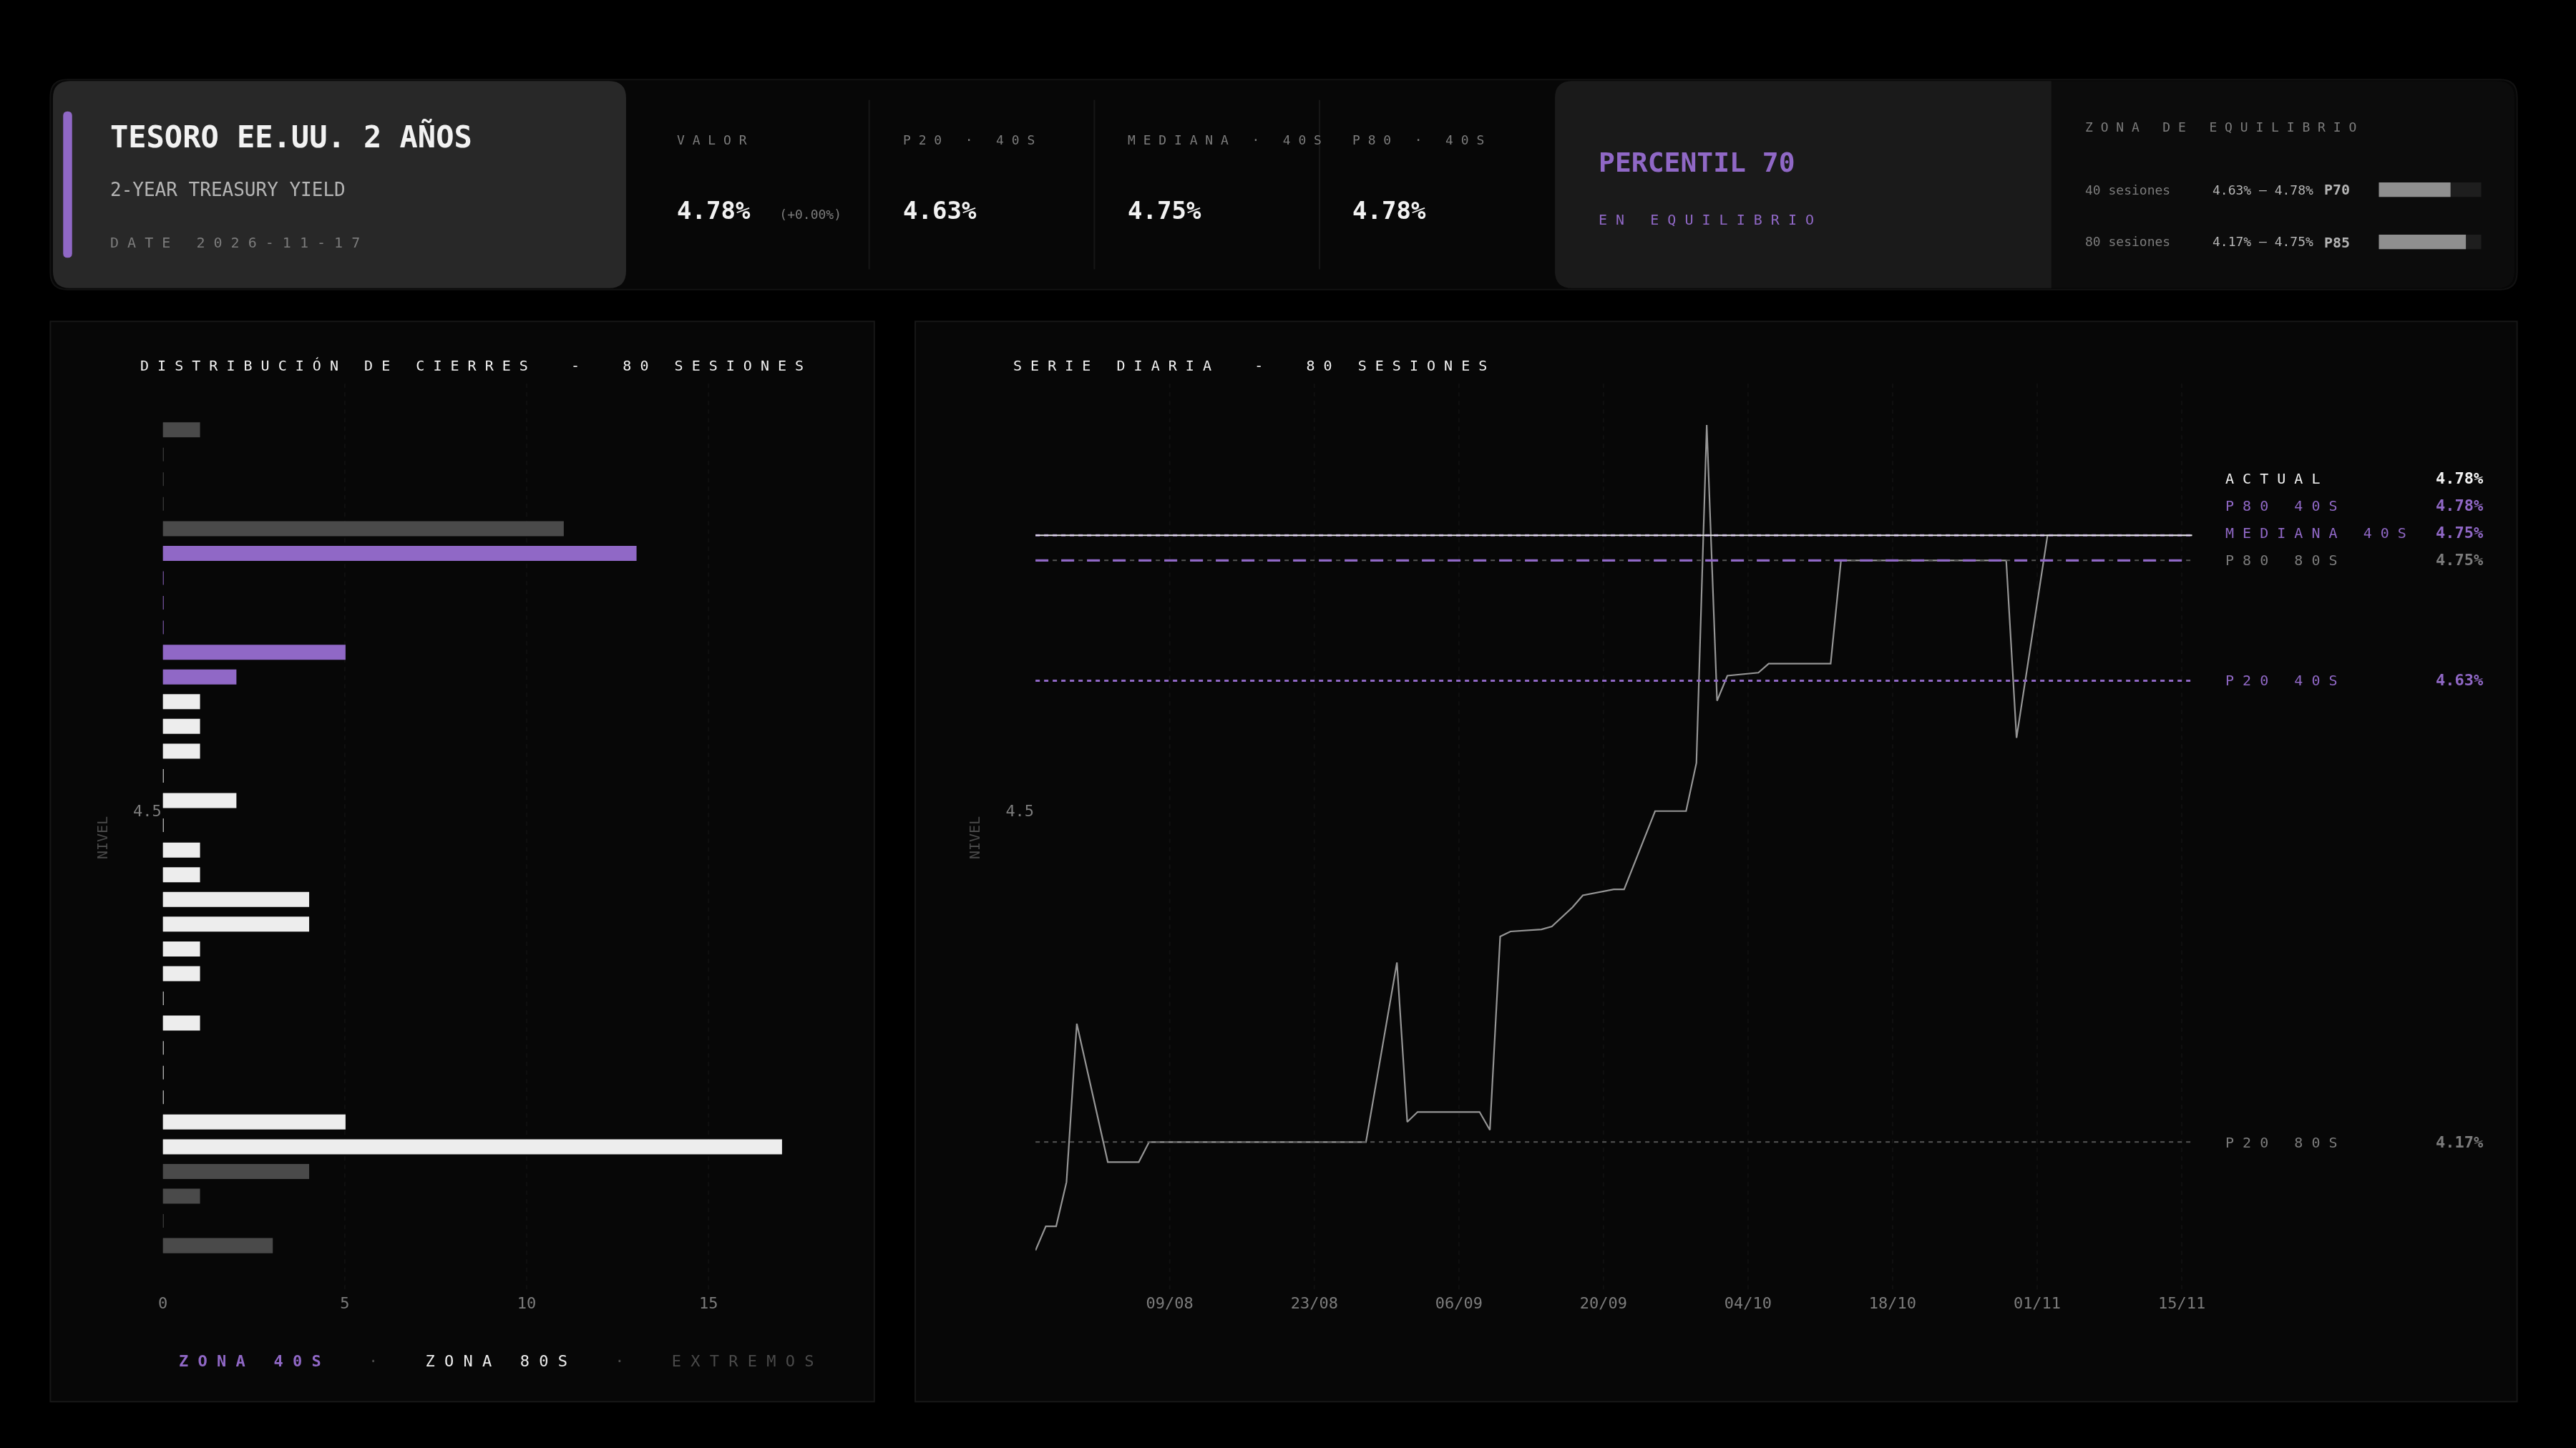 TESORO EE.UU. 2 AÑOS
2-YEAR TREASURY YIELD
DATE 2026-11-17
VALOR
4.78% (+0.00%)
P20 · 40S
4.63%
MEDIANA · 40S
4.75%
P80 · 40S
4.78%
PERCENTIL 70
EN EQUILIBRIO
ZONA DE EQUILIBRIO
40 sesiones 4.63% — 4.78% P70
80 sesiones 4.17% — 4.75% P85
DISTRIBUCIÓN DE CIERRES - 80 SESIONES
NIVEL
4.5
0 5 10 15
ZONA 40S · ZONA 80S · EXTREMOS
SERIE DIARIA - 80 SESIONES
NIVEL
4.5
ACTUAL 4.78%
P80 40S 4.78%
MEDIANA 40S 4.75%
P80 80S 4.75%
P20 40S 4.63%
P20 80S 4.17%
09/08 23/08 06/09 20/09 04/10 18/10 01/11 15/11